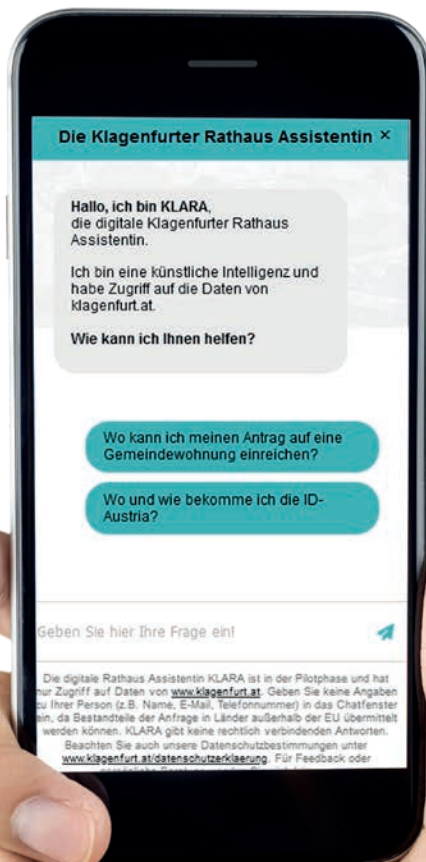 Die Klagenfurter Rathaus Assistentin ×
Hallo, ich bin KLARA,
die digitale Klagenfurter Rathaus
Assistentin.
Ich bin eine künstliche Intelligenz und
habe Zugriff auf die Daten von
klagenfurt.at.
Wie kann ich Ihnen helfen?
Wo kann ich meinen Antrag auf eine
Gemeindewohnung einreichen?
Wo und wie bekomme ich die ID-
Austria?
Geben Sie hier Ihre Frage ein!
Die digitale Rathaus Assistentin KLARA ist in der Pilotphase und hat
nur Zugriff auf Daten von www.klagenfurt.at. Geben Sie keine Angaben
zu Ihrer Person (z.B. Name, E-Mail, Telefonnummer) in das Chatfenster
ein, da Bestandteile der Anfrage in Länder außerhalb der EU übermittelt
werden können. KLARA gibt keine rechtlich verbindenden Antworten.
Beachten Sie auch unsere Datenschutzbestimmungen unter
www.klagenfurt.at/datenschutzerklaerung. Für Feedback oder